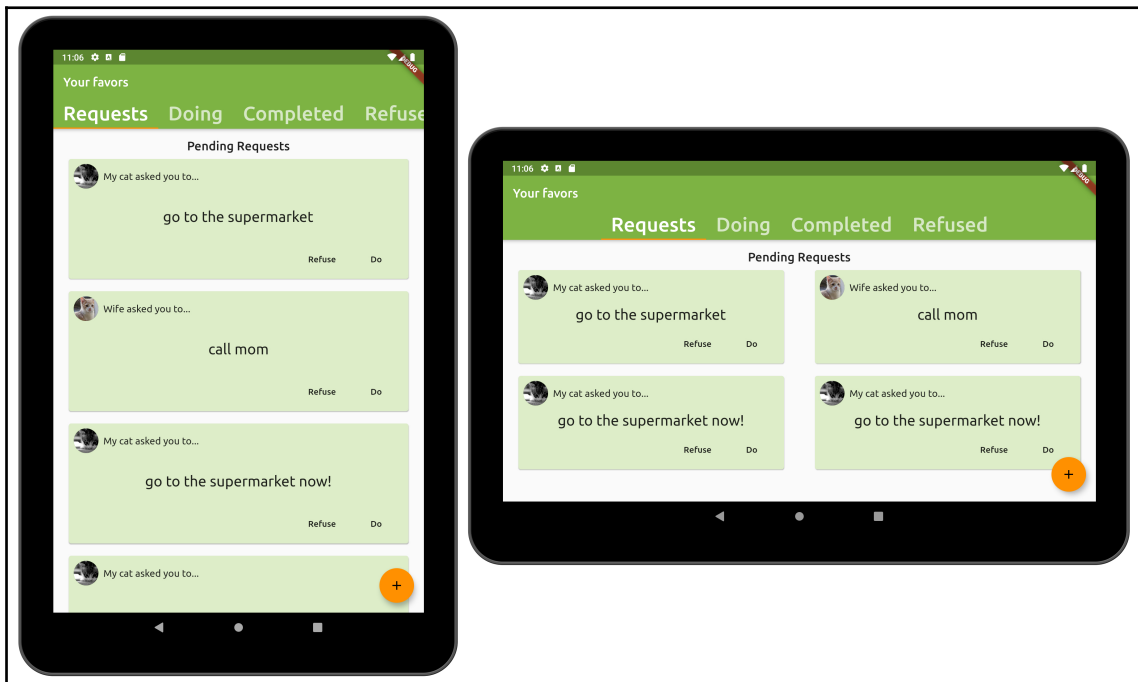 11:06
DEBUG
Your favors
Requests Doing Completed Refuse
Pending Requests
My cat asked you to...
go to the supermarket
Refuse Do
Wife asked you to...
call mom
Refuse Do
My cat asked you to...
go to the supermarket now!
Refuse Do
My cat asked you to...
+
11:06
DEBUG
Your favors
Requests Doing Completed Refused
Pending Requests
My cat asked you to...
go to the supermarket
Refuse Do
Wife asked you to...
call mom
Refuse Do
My cat asked you to...
go to the supermarket now!
Refuse Do
My cat asked you to...
go to the supermarket now!
Refuse Do
+